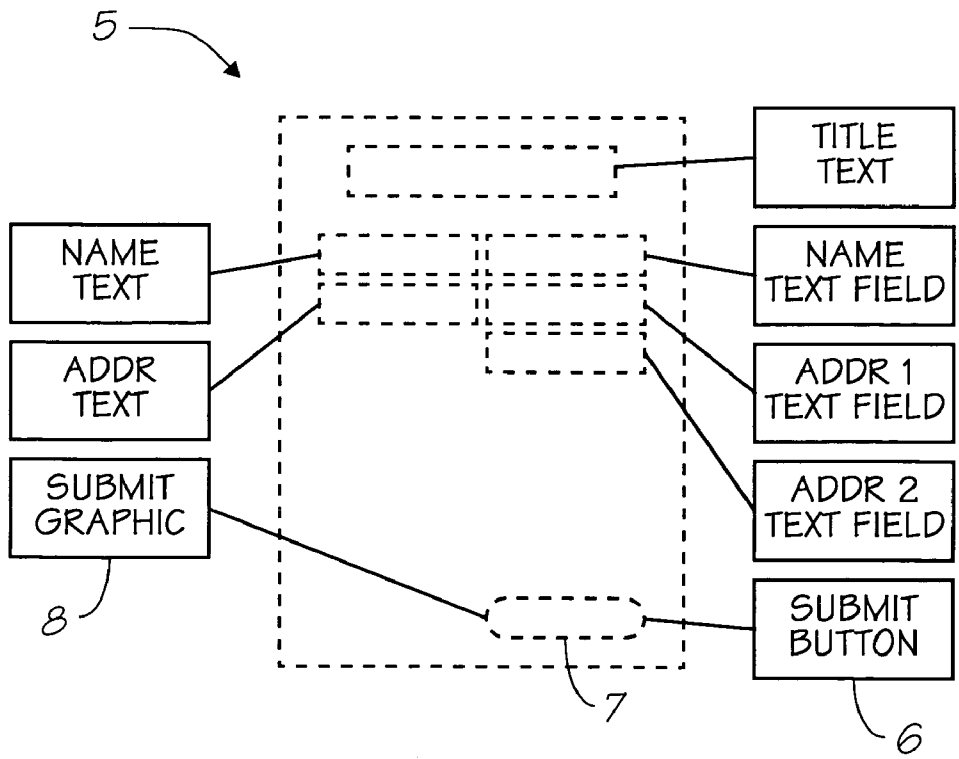 5
TITLE
TEXT
NAME
TEXT
NAME
TEXT FIELD
ADDR
TEXT
ADDR 1
TEXT FIELD
SUBMIT
GRAPHIC
ADDR 2
TEXT FIELD
8
SUBMIT
BUTTON
7
6